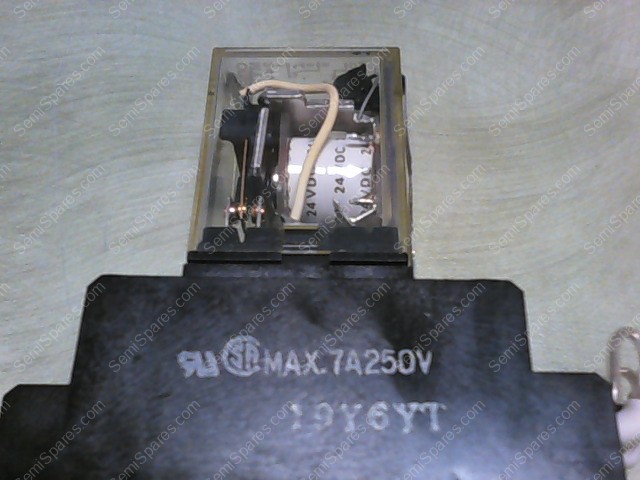 24VDC
24VDC
MAX.7A250V
19Y6YT
SemiSpares.com